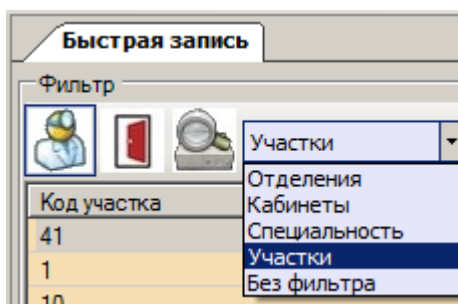 Быстрая запись
Фильтр
Участки
Отделения
Кабинеты
Специальность
Участки
Без фильтра
Код участка
41
1
10